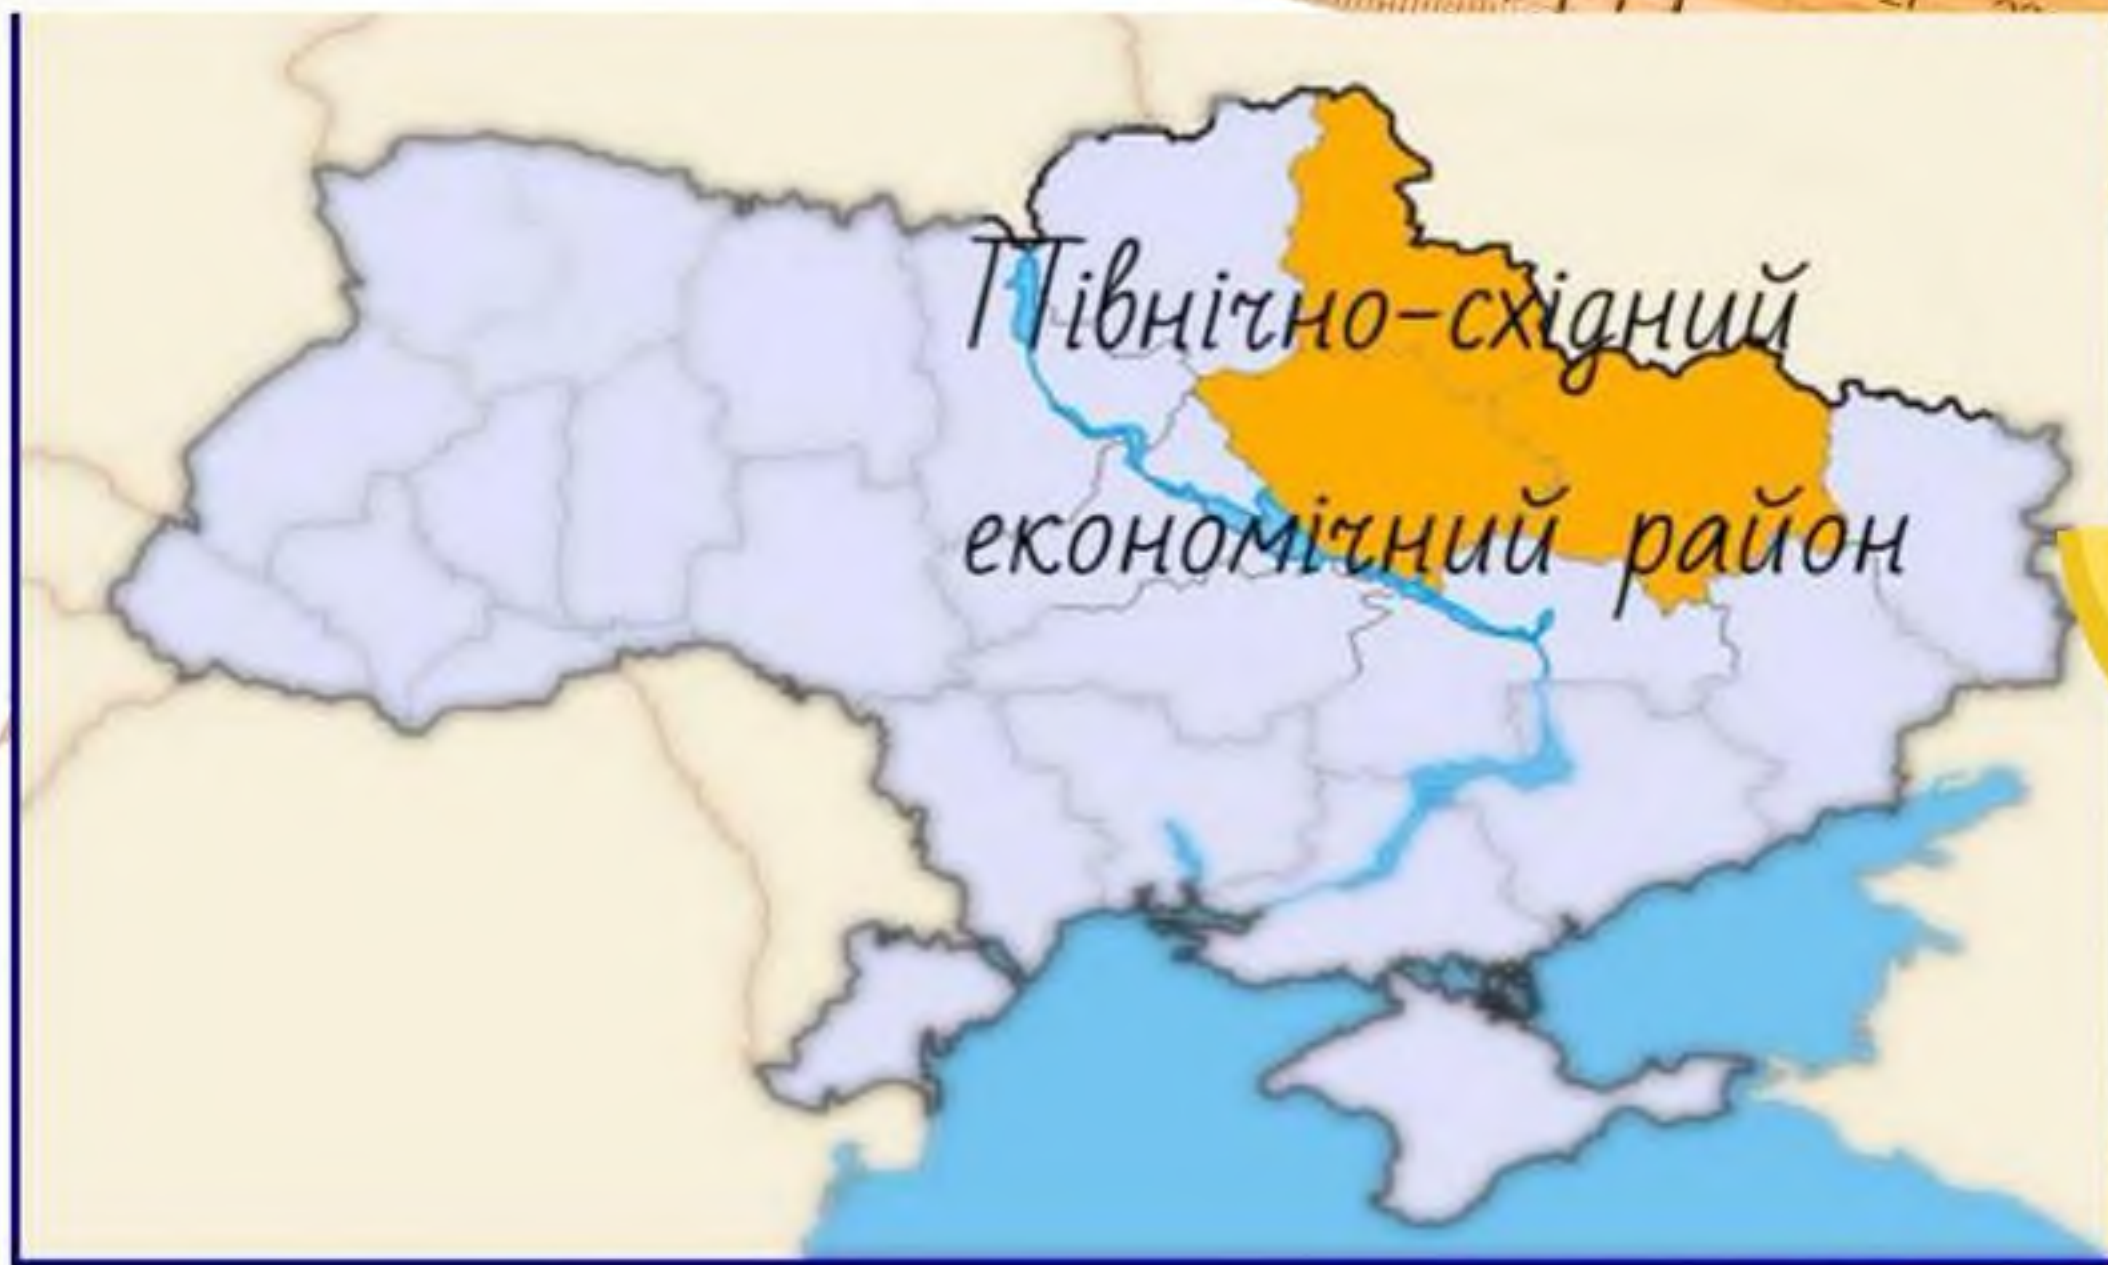 Північно-східний
економічний район